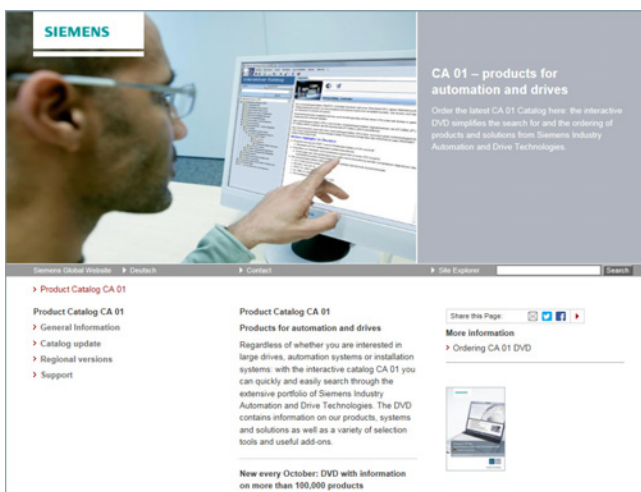 SIEMENS
CA 01 – products for
automation and drives
Order the latest CA 01 Catalog here: the interactive
DVD simplifies the search for and the ordering of
products and solutions from Siemens Industry
Automation and Drive Technologies.
Siemens Global Website Deutsch Contact Site Explorer Search
Product Catalog CA 01
Product Catalog CA 01
General Information
Catalog update
Regional versions
Support
Product Catalog CA 01
Products for automation and drives
Regardless of whether you are interested in
large drives, automation systems or installation
systems: with the interactive catalog CA 01 you
can quickly and easily search through the
extensive portfolio of Siemens Industry
Automation and Drive Technologies. The DVD
contains information on our products, systems
and solutions as well as a variety of selection
tools and useful add-ons.
New every October: DVD with information
on more than 100,000 products
Share this Page:
More information
Ordering CA 01 DVD